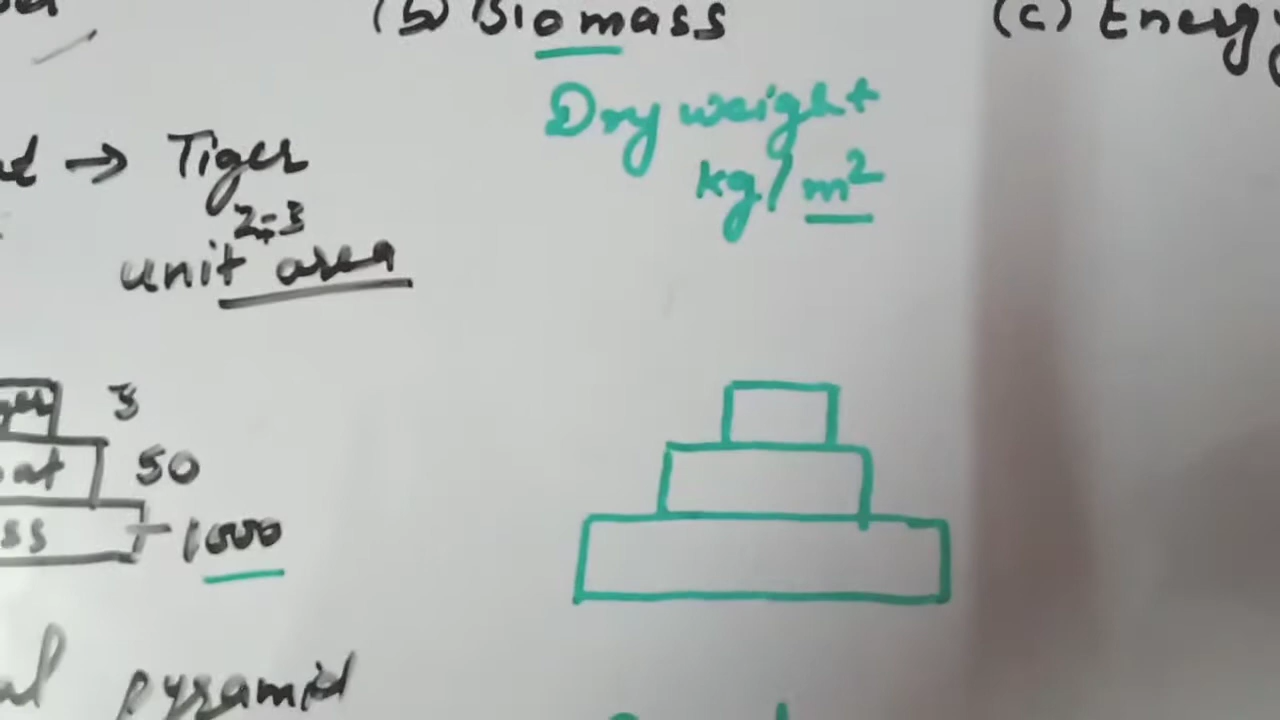 (b) Biomass
(c) Energy
Dry weight
kg/m²
→ Tiger
2-3
unit area
3
50
1000
pyramid